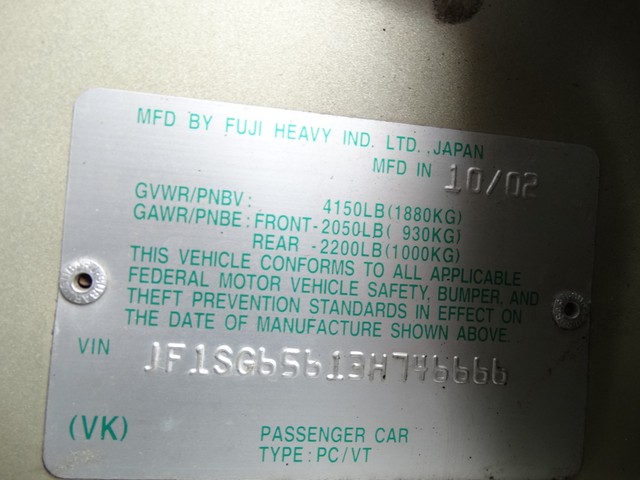 MFD BY FUJI HEAVY IND. LTD. JAPAN
MFD IN 10/02
GVWR/PNBV: 4150LB(1880KG)
GAWR/PNBE: FRONT-2050LB( 930KG)
REAR -2200LB(1000KG)
THIS VEHICLE CONFORMS TO ALL APPLICABLE
FEDERAL MOTOR VEHICLE SAFETY, BUMPER, AND
THEFT PREVENTION STANDARDS IN EFFECT ON
THE DATE OF MANUFACTURE SHOWN ABOVE.
VIN JF1SG65613H746666
(VK) PASSENGER CAR
TYPE: PC/VT